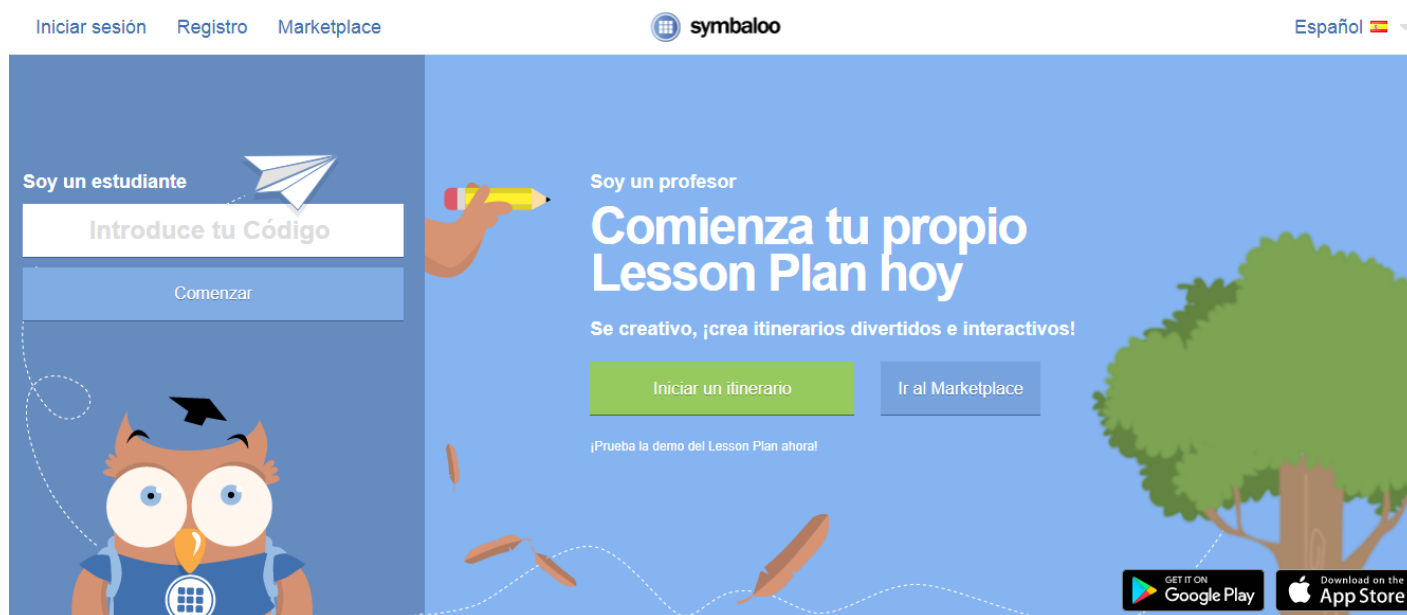 Iniciar sesión Registro Marketplace
symbaloo
Español
Soy un estudiante
Introduce tu Código
Comenzar
Soy un profesor
Comienza tu propio
Lesson Plan hoy
Se creativo, ¡crea itinerarios divertidos e interactivos!
Iniciar un itinerario
Ir al Marketplace
¡Prueba la demo del Lesson Plan ahora!
GET IT ON
Google Play
Download on the
App Store